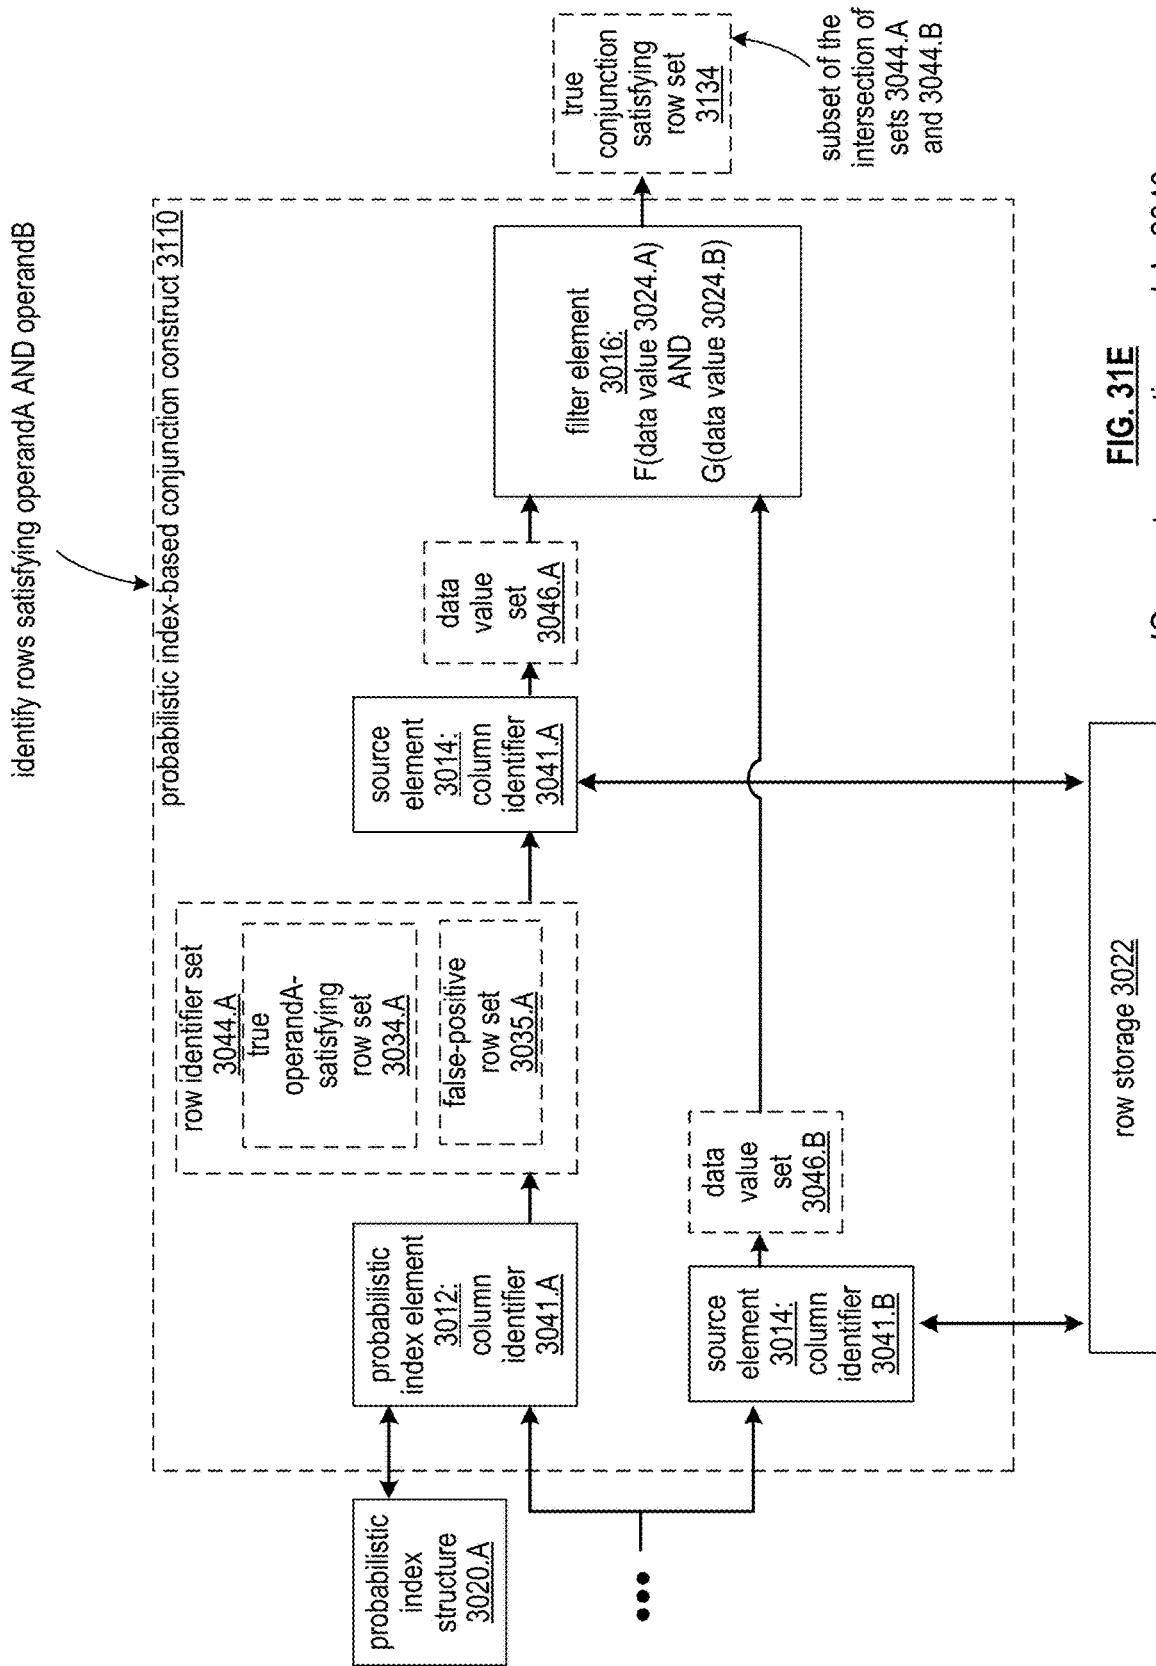 identify rows satisfying operandA AND operandB
probabilistic index-based conjunction construct 3110
probabilistic
index
structure
3020.A
probabilistic
index element
3012:
column
identifier
3041.A
row identifier set
3044.A
true
operandA-
satisfying
row set
3034.A
false-positive
row set
3035.A
source
element
3014:
column
identifier
3041.A
data
value
set
3046.A
source
element
3014:
column
identifier
3041.B
data
value
set
3046.B
filter element
3016:
F(data value 3024.A)
AND
G(data value 3024.B)
true
conjunction
satisfying
row set
3134
subset of the
intersection of
sets 3044.A
and 3044.B
row storage 3022
FIG. 31E